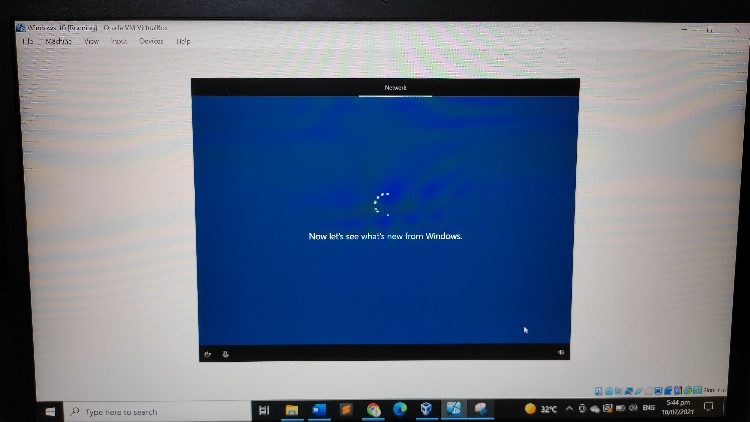 Windows 10 [Running] - Oracle VM VirtualBox
File Machine View Input Devices Help
Network
Now let's see what's new from Windows.
Type here to search
32°C
ENG
5:44 pm
18/07/2021